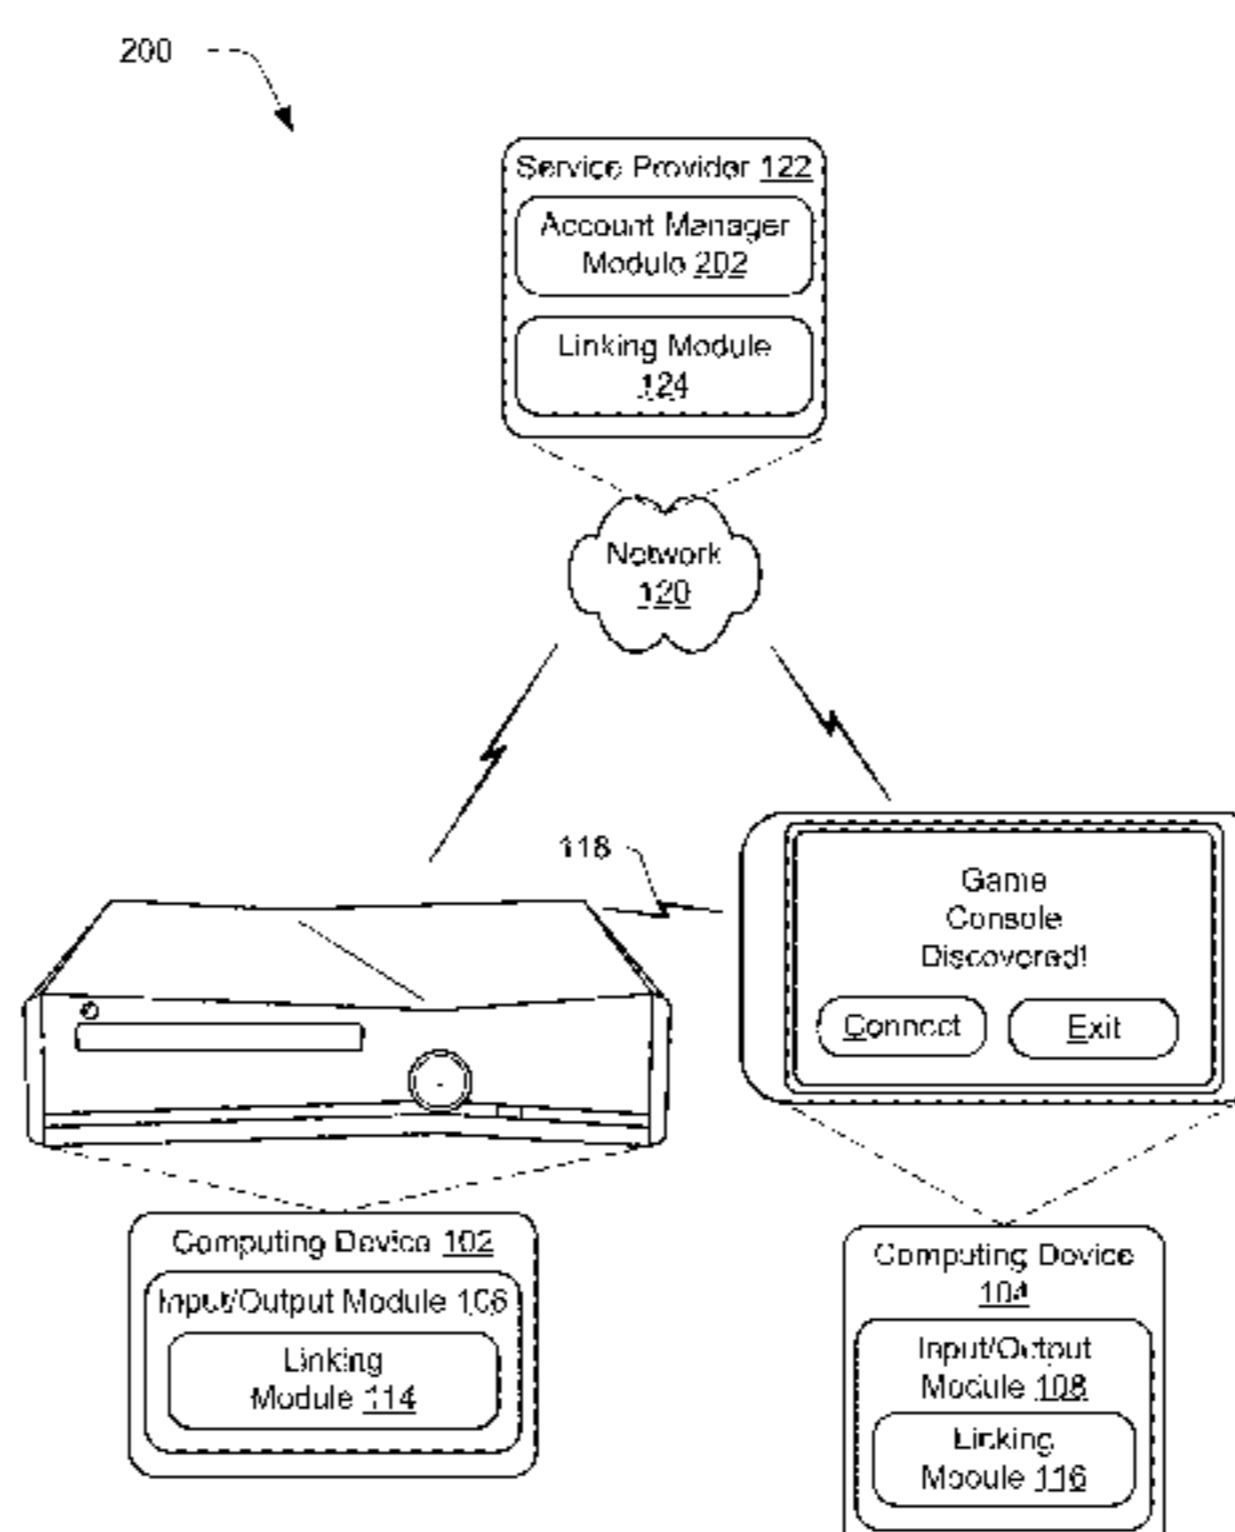 200
Service Provider 122
Account Manager
Module 202
Linking Module
124
Network
120
118
Game
Console
Discovered!
Connect
Exit
Computing Device 102
Input/Output Module 106
Linking
Module 114
Computing Device
104
Input/Output
Module 108
Linking
Module 116